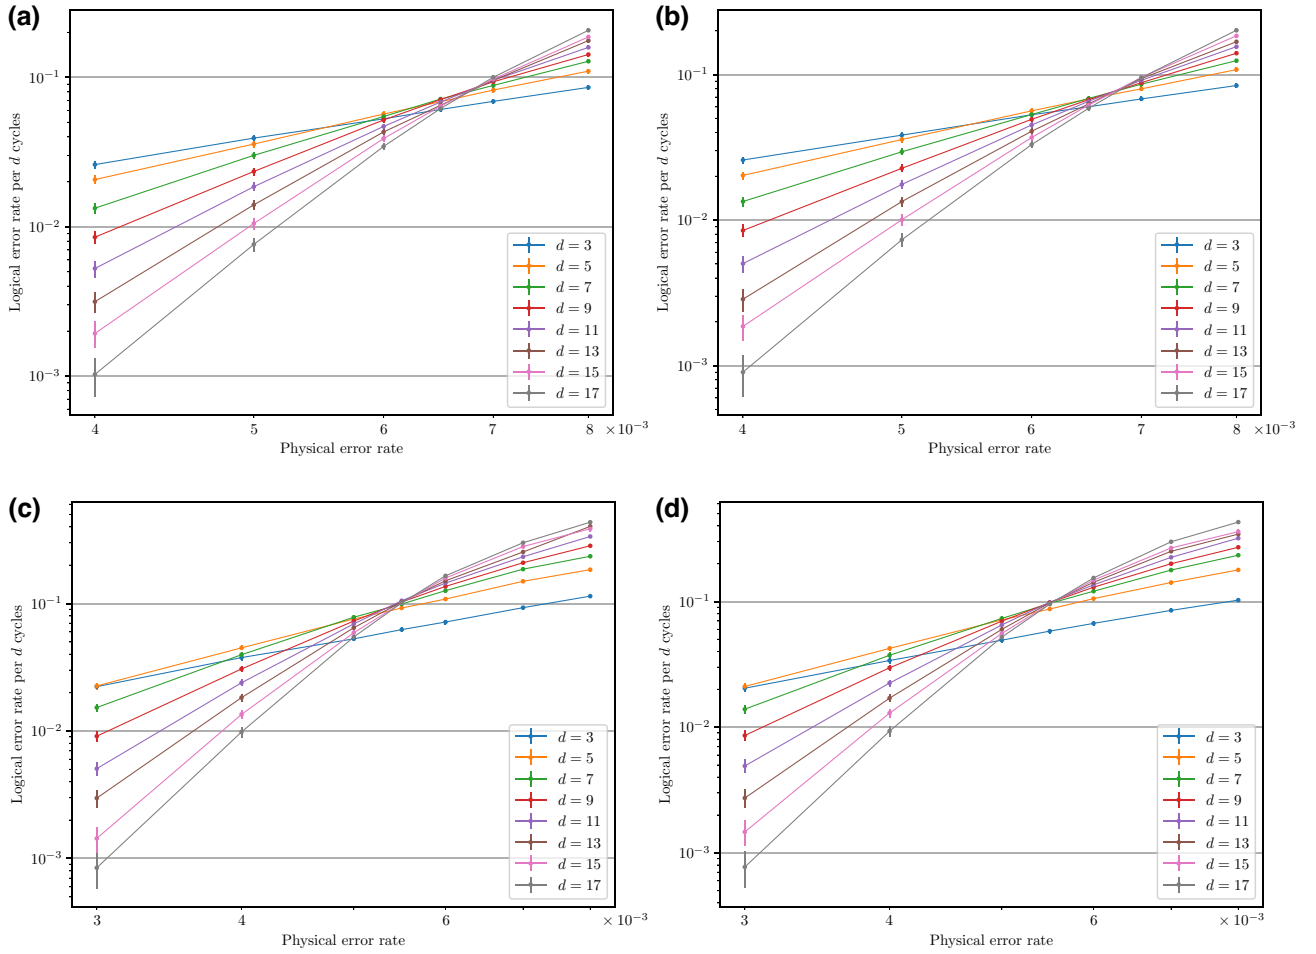 (a)
Logical error rate per d cycles
10⁻¹
10⁻²
10⁻³
d = 3
d = 5
d = 7
d = 9
d = 11
d = 13
d = 15
d = 17
4 5 6 7 8 ×10⁻³
Physical error rate
(b)
Logical error rate per d cycles
10⁻¹
10⁻²
10⁻³
d = 3
d = 5
d = 7
d = 9
d = 11
d = 13
d = 15
d = 17
4 5 6 7 8 ×10⁻³
Physical error rate
(c)
Logical error rate per d cycles
10⁻¹
10⁻²
10⁻³
d = 3
d = 5
d = 7
d = 9
d = 11
d = 13
d = 15
d = 17
3 4 6 ×10⁻³
Physical error rate
(d)
Logical error rate per d cycles
10⁻¹
10⁻²
10⁻³
d = 3
d = 5
d = 7
d = 9
d = 11
d = 13
d = 15
d = 17
3 4 6 ×10⁻³
Physical error rate